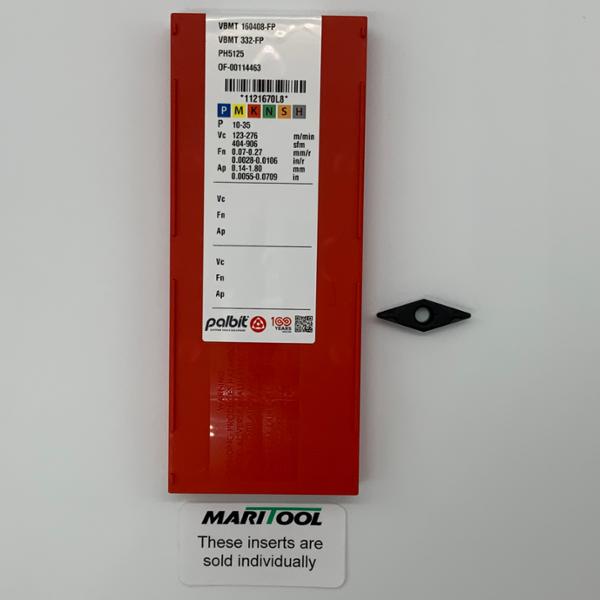 VBMT 160408-FP
VBMT 332-FP
PH5125
OF-00114463
*1121670L8*
P M K N S H
P 10-35
Vc 123-276 m/min
404-906 sfm
Fn 0.07-0.27 mm/r
0.0028-0.0106 in/r
Ap 0.14-1.80 mm
0.0055-0.0709 in
Vc
Fn
Ap
Vc
Fn
Ap
palbit
100 YEARS
MARITOOL
These inserts are
sold individually